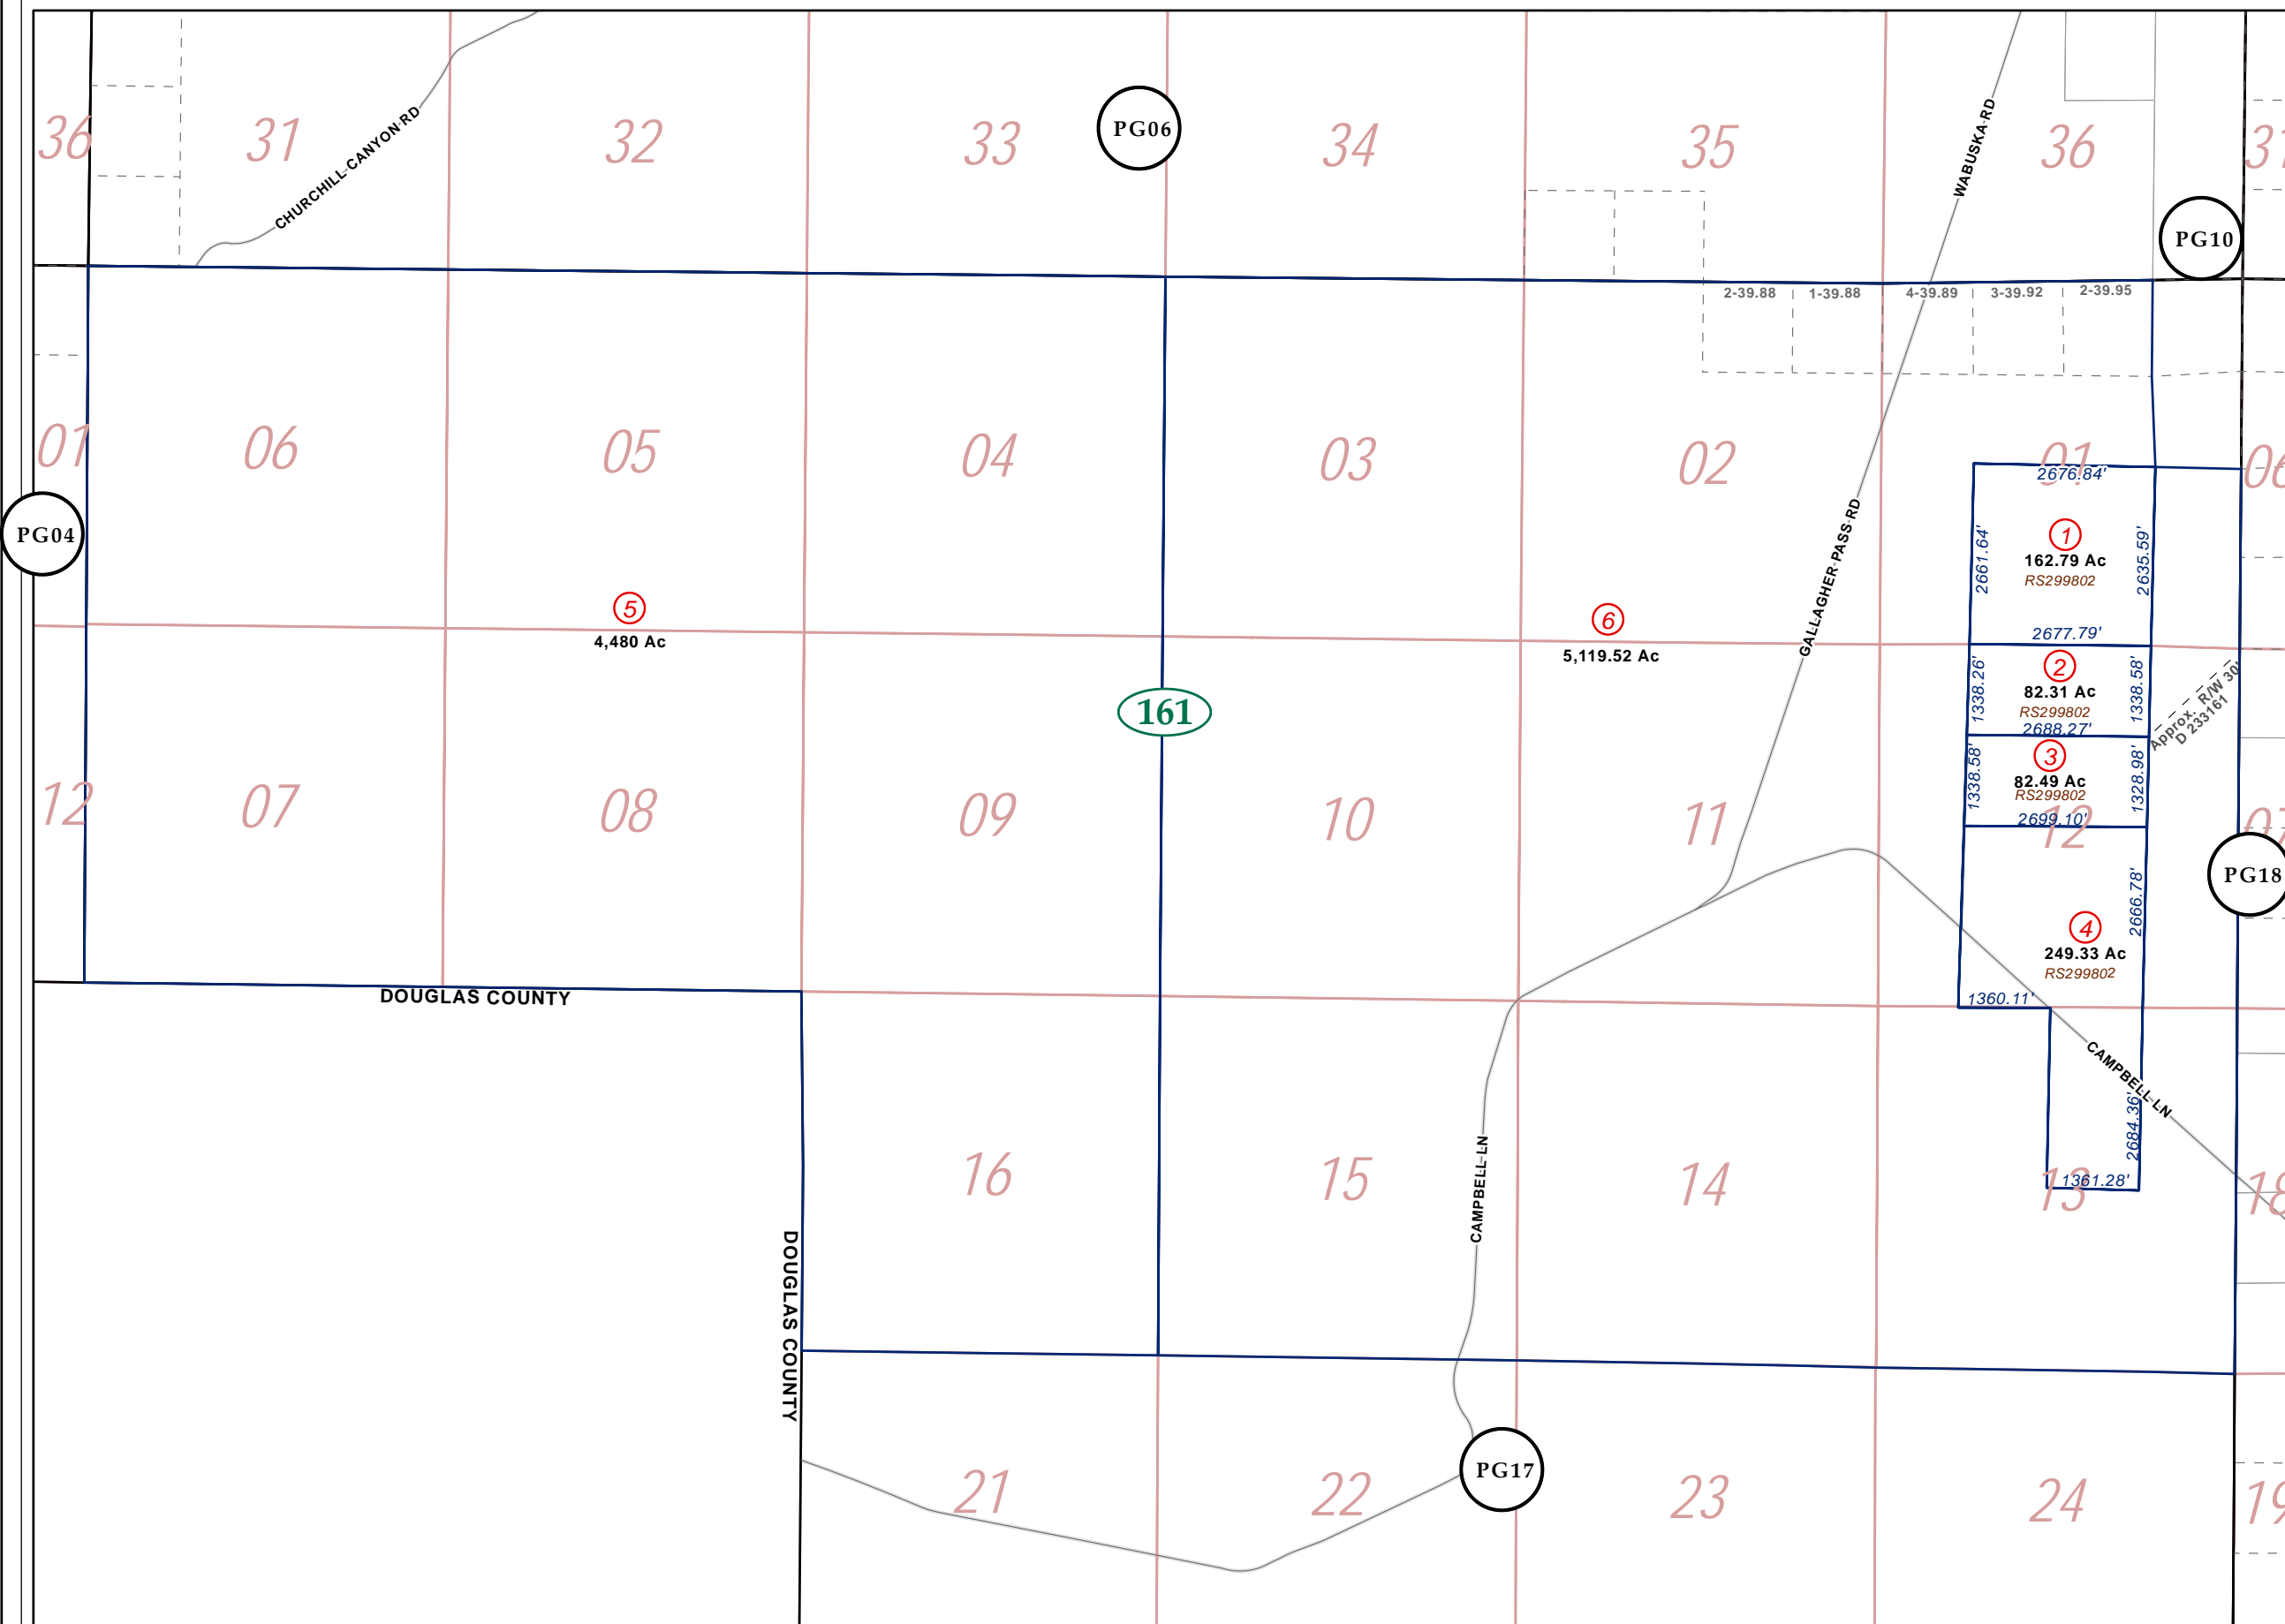 36
31
32
33
34
35
36
31
CHURCHILL CANYON RD
PG06
WABUSKA RD
PG10
2-39.88
1-39.88
4-39.89
3-39.92
2-39.95
01
06
05
04
03
02
01
06
2676.84'
PG04
GALLAGHER PASS RD
2661.64'
1
162.79 Ac
RS299802
2635.59'
5
4,480 Ac
6
5,119.52 Ac
2677.79'
1338.26'
2
82.31 Ac
RS299802
1338.58'
2688.27'
Approx. R/W 30'
D 233161
161
1338.58'
3
82.49 Ac
RS299802
1328.98'
2699.10'
12
07
08
09
10
11
12
07
PG18
2666.78'
4
249.33 Ac
RS299802
1360.11'
DOUGLAS COUNTY
CAMPBELL LN
2684.36'
1361.28'
16
15
14
13
18
CAMPBELL LN
DOUGLAS COUNTY
PG17
21
22
23
24
19